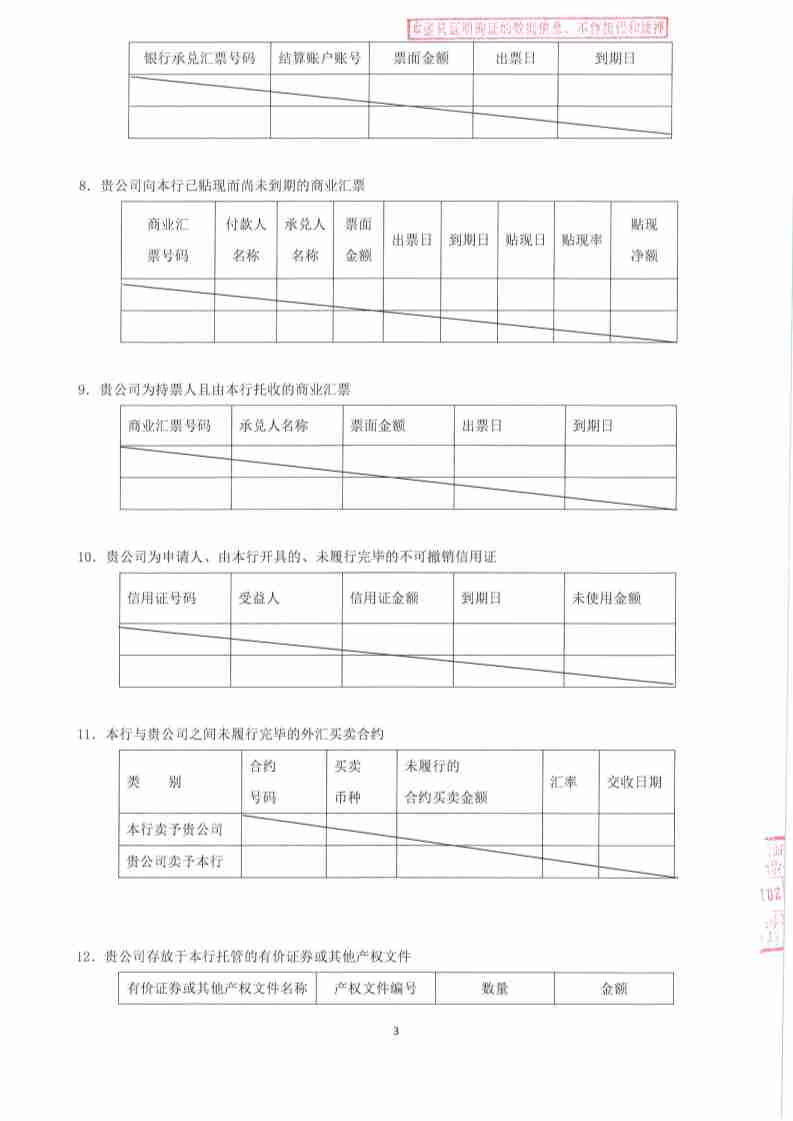 银行承兑汇票号码 结算账户账号 票面金额 出票日 到期日
8．贵公司向本行已贴现而尚未到期的商业汇票
商业汇 付款人 承兑人 票面 出票日 到期日 贴现日 贴现率 贴现
票号码 名称 名称 金额 净额
9．贵公司为持票人且由本行托收的商业汇票
商业汇票号码 承兑人名称 票面金额 出票日 到期日
10．贵公司为申请人、由本行开具的、未履行完毕的不可撤销信用证
信用证号码 受益人 信用证金额 到期日 未使用金额
11．本行与贵公司之间未履行完毕的外汇买卖合约
类 别 合约 买卖 未履行的 汇率 交收日期
号码 币种 合约买卖金额
本行卖予贵公司
贵公司卖予本行
12．贵公司存放于本行托管的有价证券或其他产权文件
有价证券或其他产权文件名称 产权文件编号 数量 金额
3